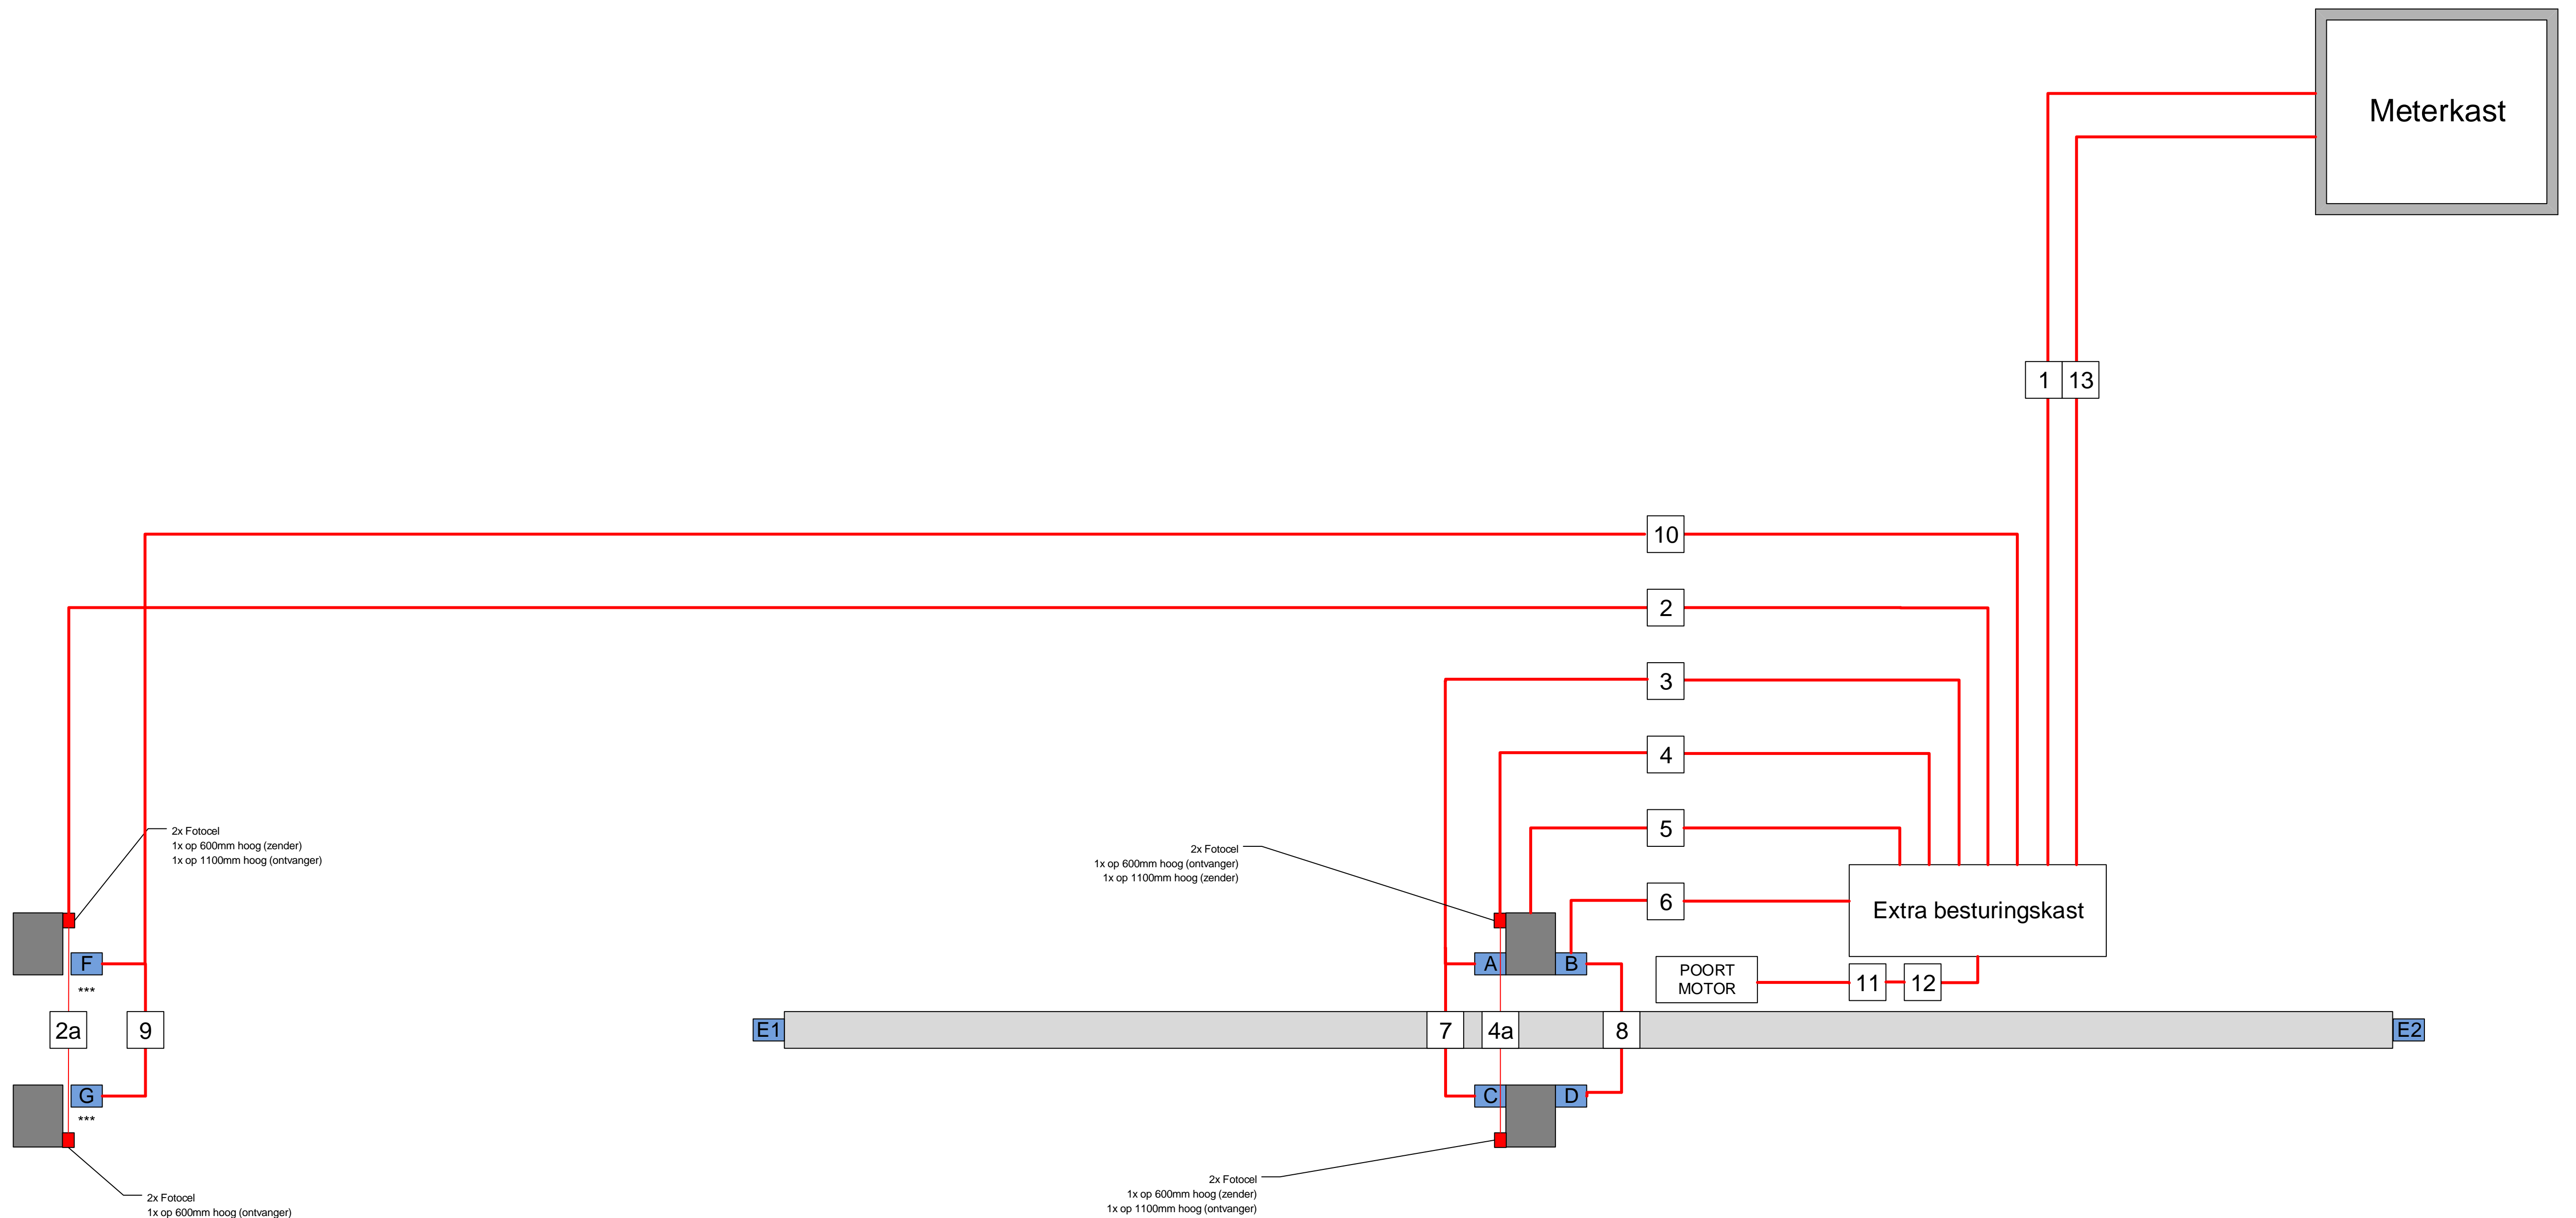 Meterkast
1
13
10
2
3
4
5
6
2x Fotocel
1x op 600mm hoog (zender)
1x op 1100mm hoog (ontvanger)
2x Fotocel
1x op 600mm hoog (ontvanger)
1x op 1100mm hoog (zender)
Extra besturingskast
F
***
A
B
POORT
MOTOR
11
12
2a
9
E1
7
4a
8
E2
G
***
C
D
2x Fotocel
1x op 600mm hoog (zender)
1x op 1100mm hoog (ontvanger)
2x Fotocel
1x op 600mm hoog (ontvanger)